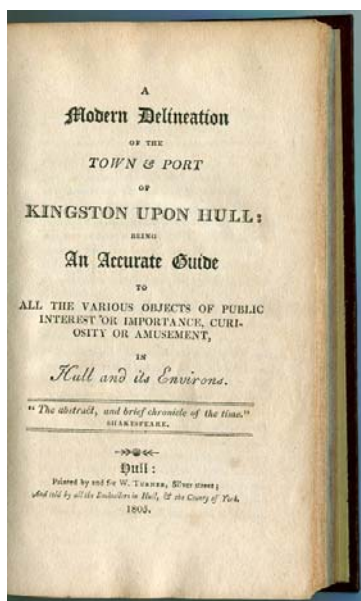 A
Modern Delineation
OF THE
TOWN & PORT
OF
KINGSTON UPON HULL:
BEING
An Accurate Guide
TO
ALL THE VARIOUS OBJECTS OF PUBLIC
INTEREST OR IMPORTANCE, CURI-
OSITY OR AMUSEMENT,
IN
Hull and its Environs.
"The abstract, and brief chronicle of the time."
SHAKESPEARE.
Hull:
Printed by and for W. TURNER, Silver street;
And sold by all the Booksellers in Hull, & the County of York.
1805.